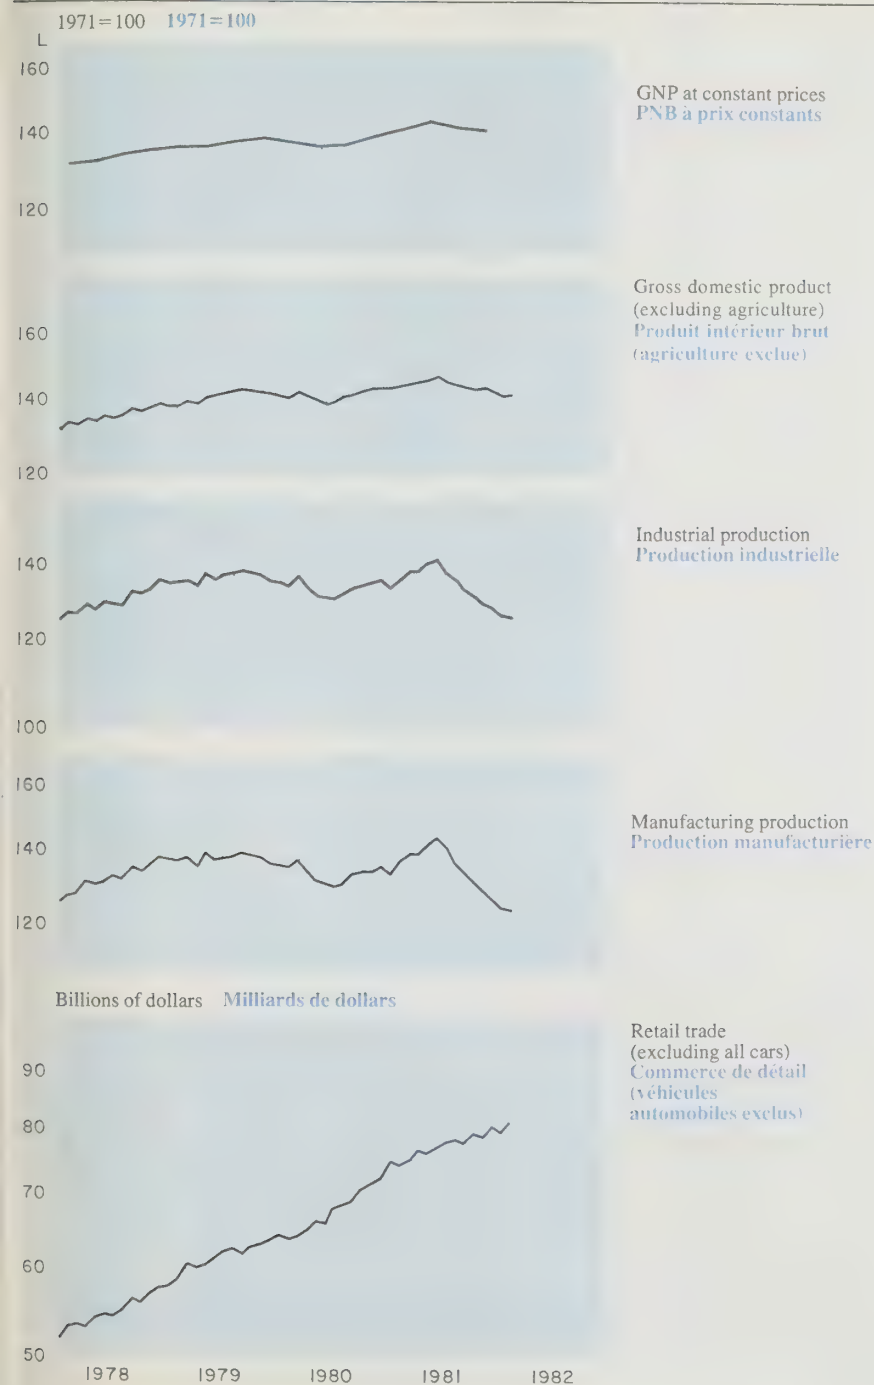 1971=100 1971=100
L
160
140
120
GNP at constant prices
PNB à prix constants
160
140
120
Gross domestic product
(excluding agriculture)
Produit intérieur brut
(agriculture exclue)
140
120
100
Industrial production
Production industrielle
160
140
120
Manufacturing production
Production manufacturière
Billions of dollars Milliards de dollars
90
80
70
60
50
Retail trade
(excluding all cars)
Commerce de détail
(véhicules
automobiles exclus)
1978 1979 1980 1981 1982